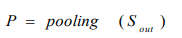 P = pooling (S_out)